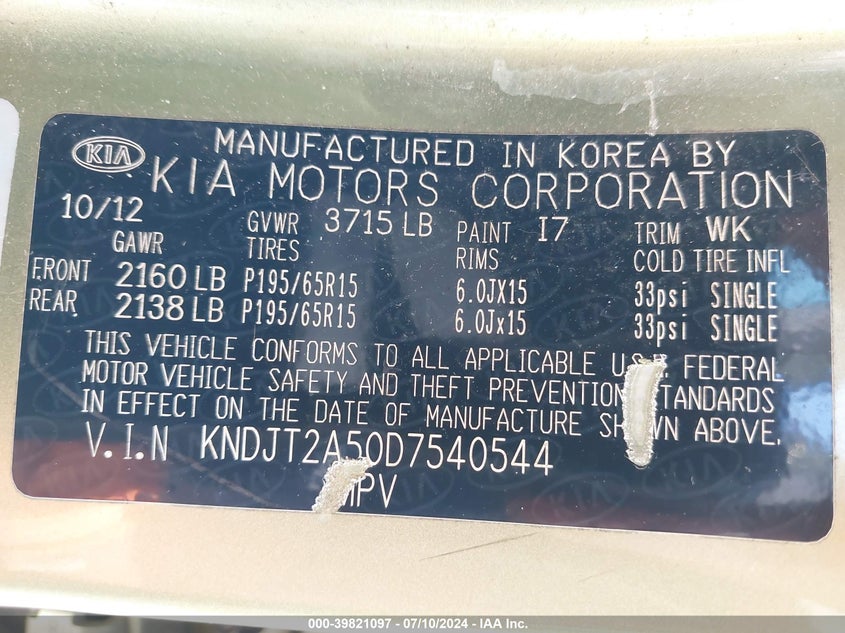 KIA MANUFACTURED IN KOREA BY
KIA MOTORS CORPORATION
10/12 GVWR 3715 LB PAINT I7 TRIM WK
GAWR TIRES RIMS COLD TIRE INFL
FRONT 2160 LB P195/65R15 6.0JX15 33psi SINGLE
REAR 2138 LB P195/65R15 6.0Jx15 33psi SINGLE
THIS VEHICLE CONFORMS TO ALL APPLICABLE FEDERAL
MOTOR VEHICLE SAFETY AND THEFT PREVENTION STANDARDS
IN EFFECT ON THE DATE OF MANUFACTURE ABOVE.
V.I.N KNDJT2A50D7540544
MPV
000-39821097 - 07/10/2024 - IAA Inc.